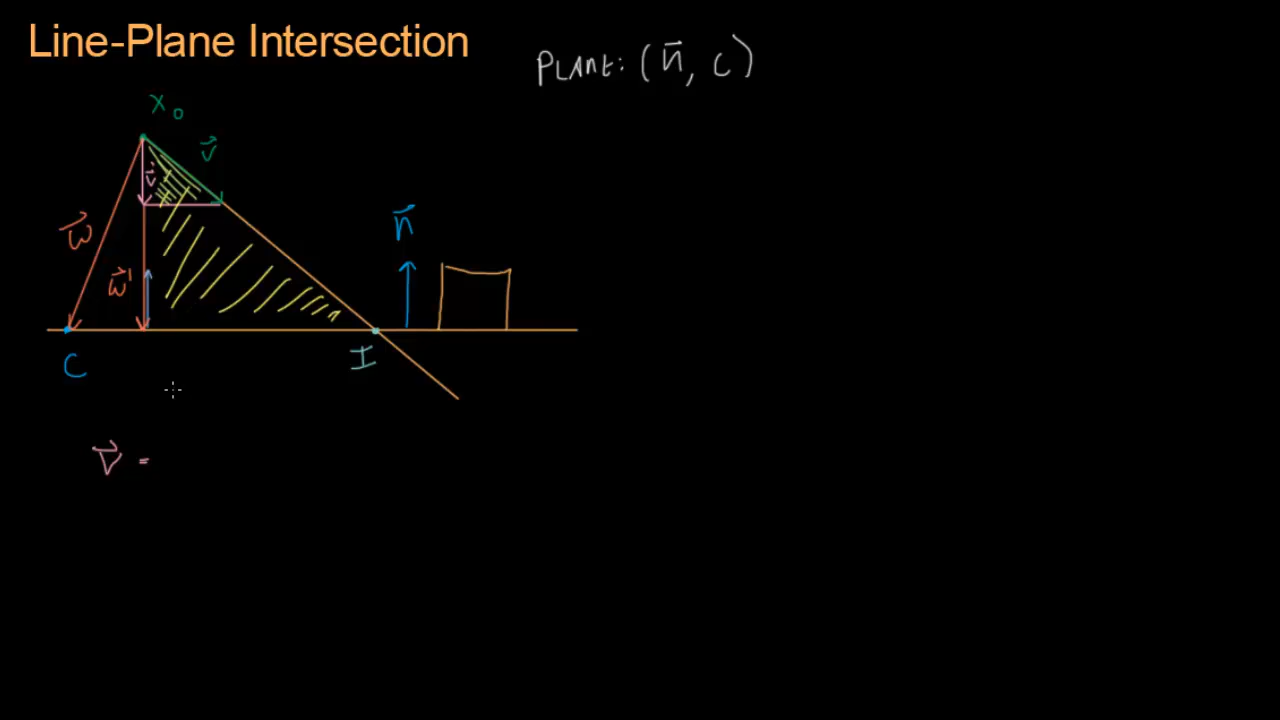 Line-Plane Intersection
PLANE: (n⃗, C)
X₀
v⃗
v⃗
w⃗
n⃗
w⃗'
C
I
v⃗ =